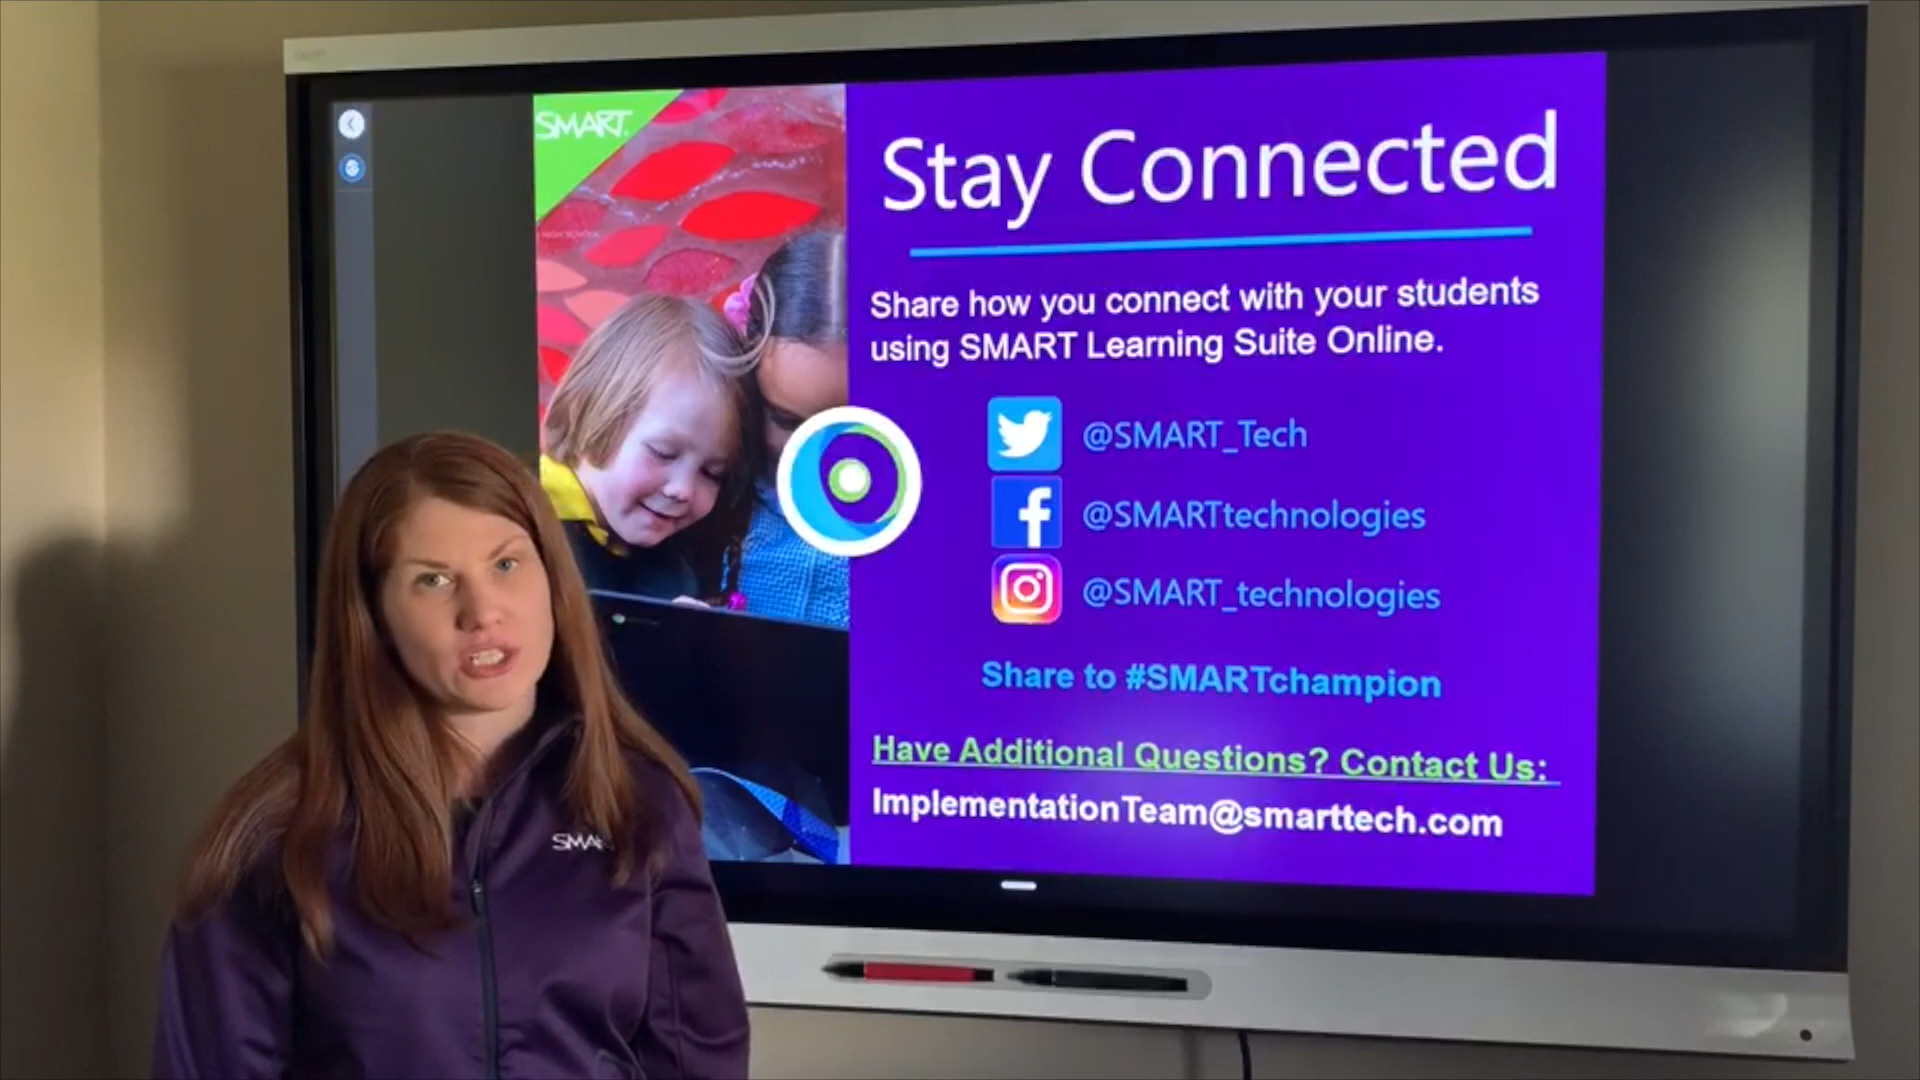 SMART
Stay Connected
Share how you connect with your students
using SMART Learning Suite Online.
@SMART_Tech
@SMARTtechnologies
@SMART_technologies
Share to #SMARTchampion
Have Additional Questions? Contact Us:
ImplementationTeam@smarttech.com
SMAR